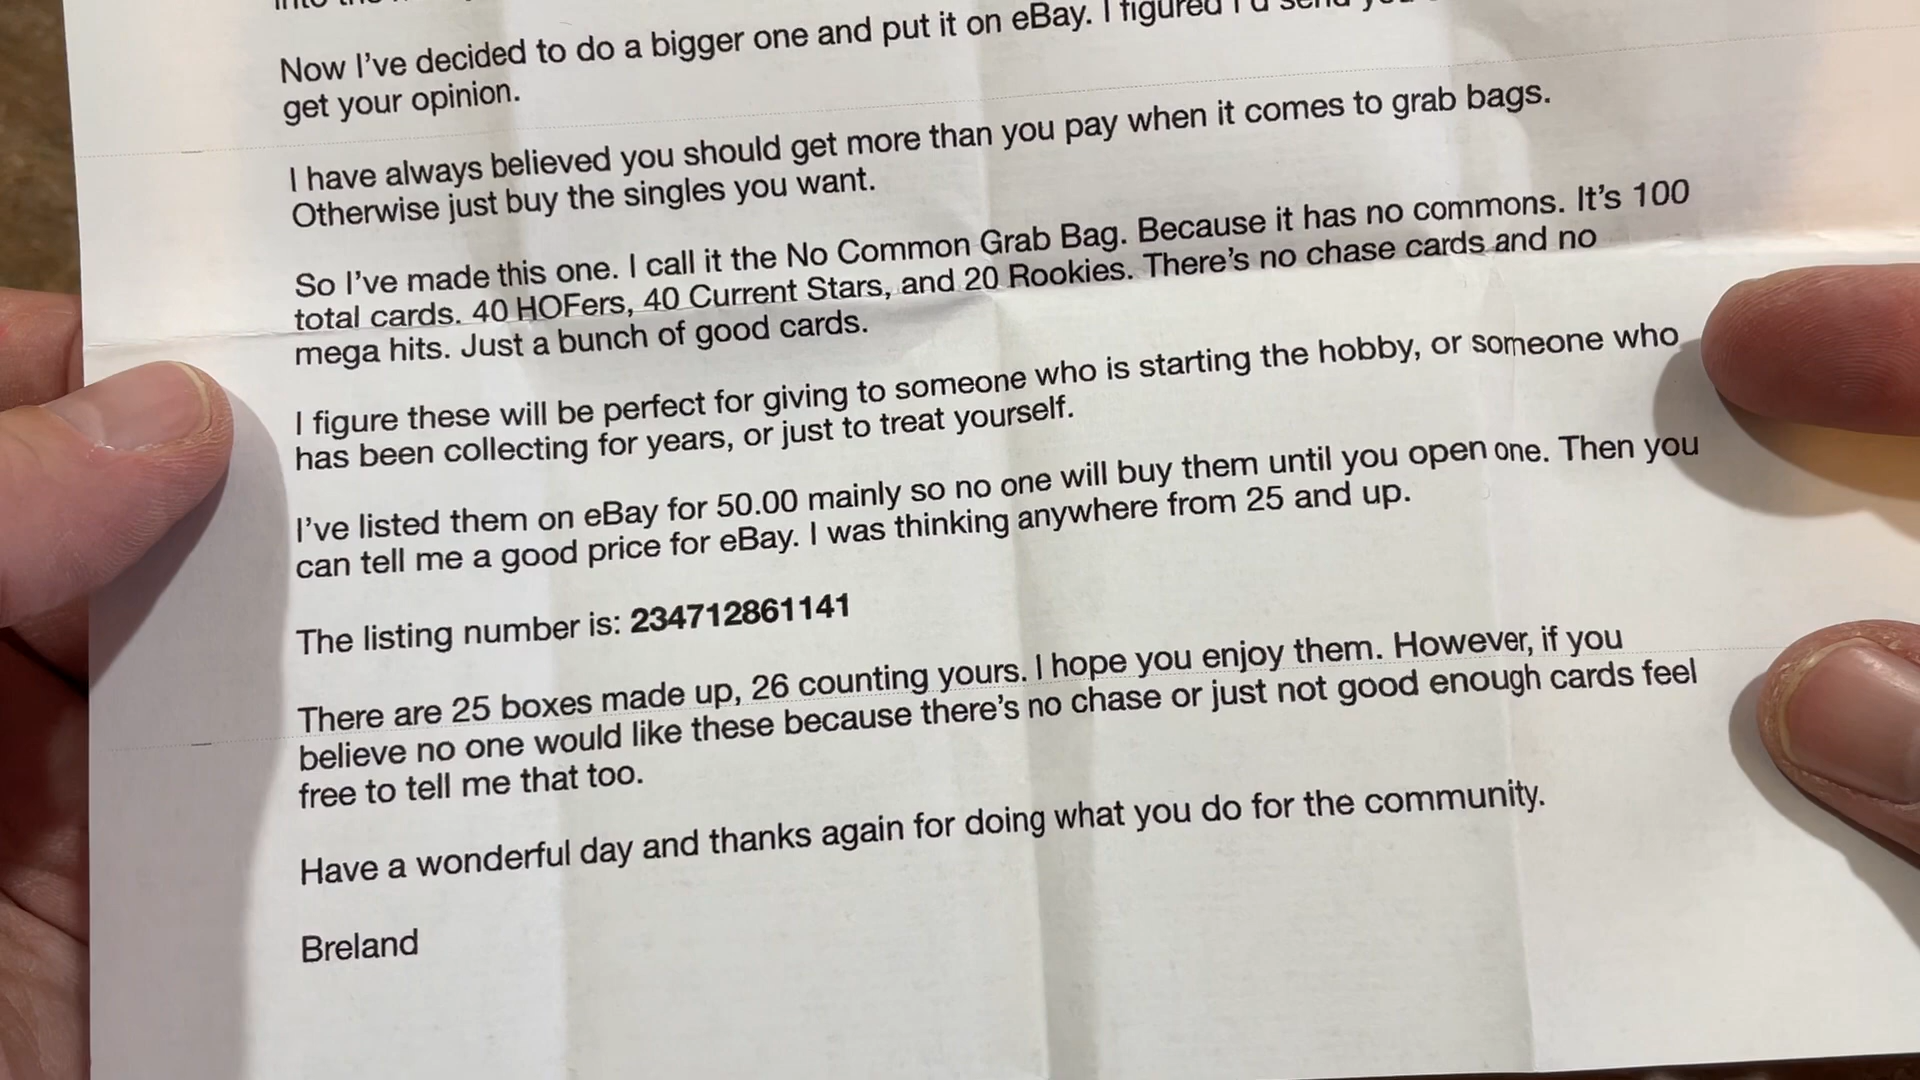 into the
Now I've decided to do a bigger one and put it on eBay. I figured I'd send you
get your opinion.
I have always believed you should get more than you pay when it comes to grab bags.
Otherwise just buy the singles you want.
So I've made this one. I call it the No Common Grab Bag. Because it has no commons. It's 100
total cards. 40 HOFers, 40 Current Stars, and 20 Rookies. There's no chase cards and no
mega hits. Just a bunch of good cards.
I figure these will be perfect for giving to someone who is starting the hobby, or someone who
has been collecting for years, or just to treat yourself.
I've listed them on eBay for 50.00 mainly so no one will buy them until you open one. Then you
can tell me a good price for eBay. I was thinking anywhere from 25 and up.
The listing number is: 234712861141
There are 25 boxes made up, 26 counting yours. I hope you enjoy them. However, if you
believe no one would like these because there's no chase or just not good enough cards feel
free to tell me that too.
Have a wonderful day and thanks again for doing what you do for the community.
Breland